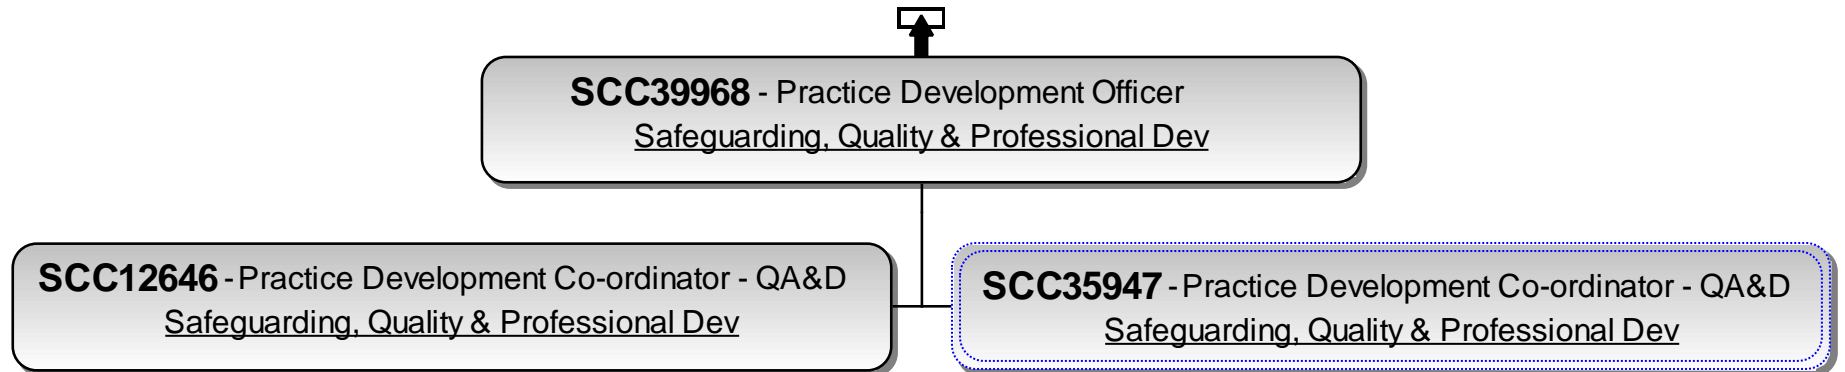 SCC39968 - Practice Development Officer
Safeguarding, Quality & Professional Dev
SCC12646 - Practice Development Co-ordinator - QA&D
Safeguarding, Quality & Professional Dev
SCC35947 - Practice Development Co-ordinator - QA&D
Safeguarding, Quality & Professional Dev